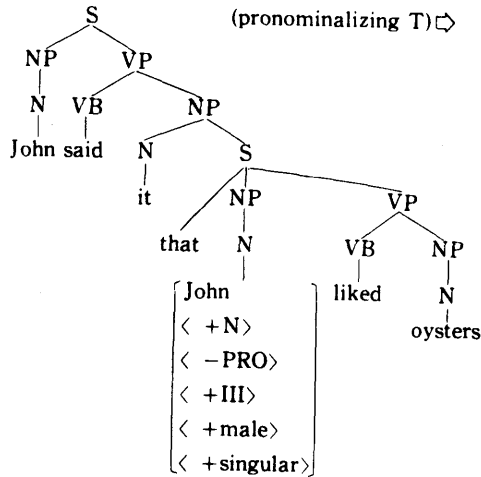 S (pronominalizing T) ⇨
NP VP
N VB NP
John said N S
it NP VP
that N VB NP
John liked N
< +N> oysters
< −PRO>
< +III>
< +male>
< +singular>